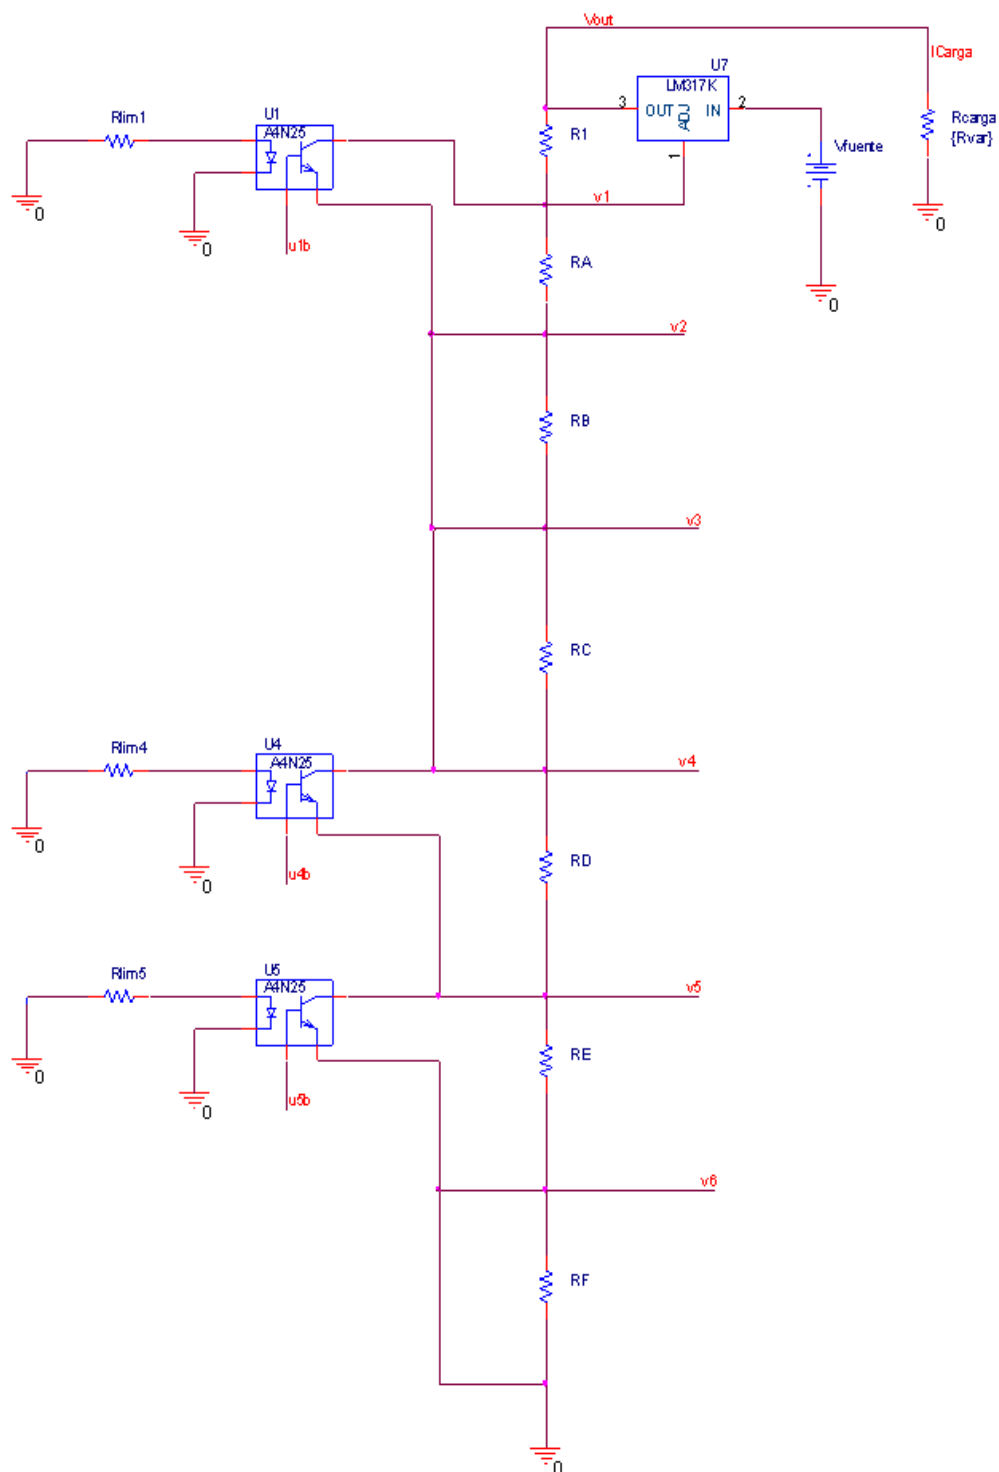 Vout
ICarga
U7
LM317K
3
OUT
ADJ
IN
2
1
Rcarga
{Rvar}
0
Vfuente
0
Rlim1
U1
A4N25
R1
0
0
u1b
v1
RA
v2
RB
v3
RC
Rlim4
U4
A4N25
v4
0
0
u4b
RD
Rlim5
U5
A4N25
v5
0
0
u5b
RE
v6
RF
0